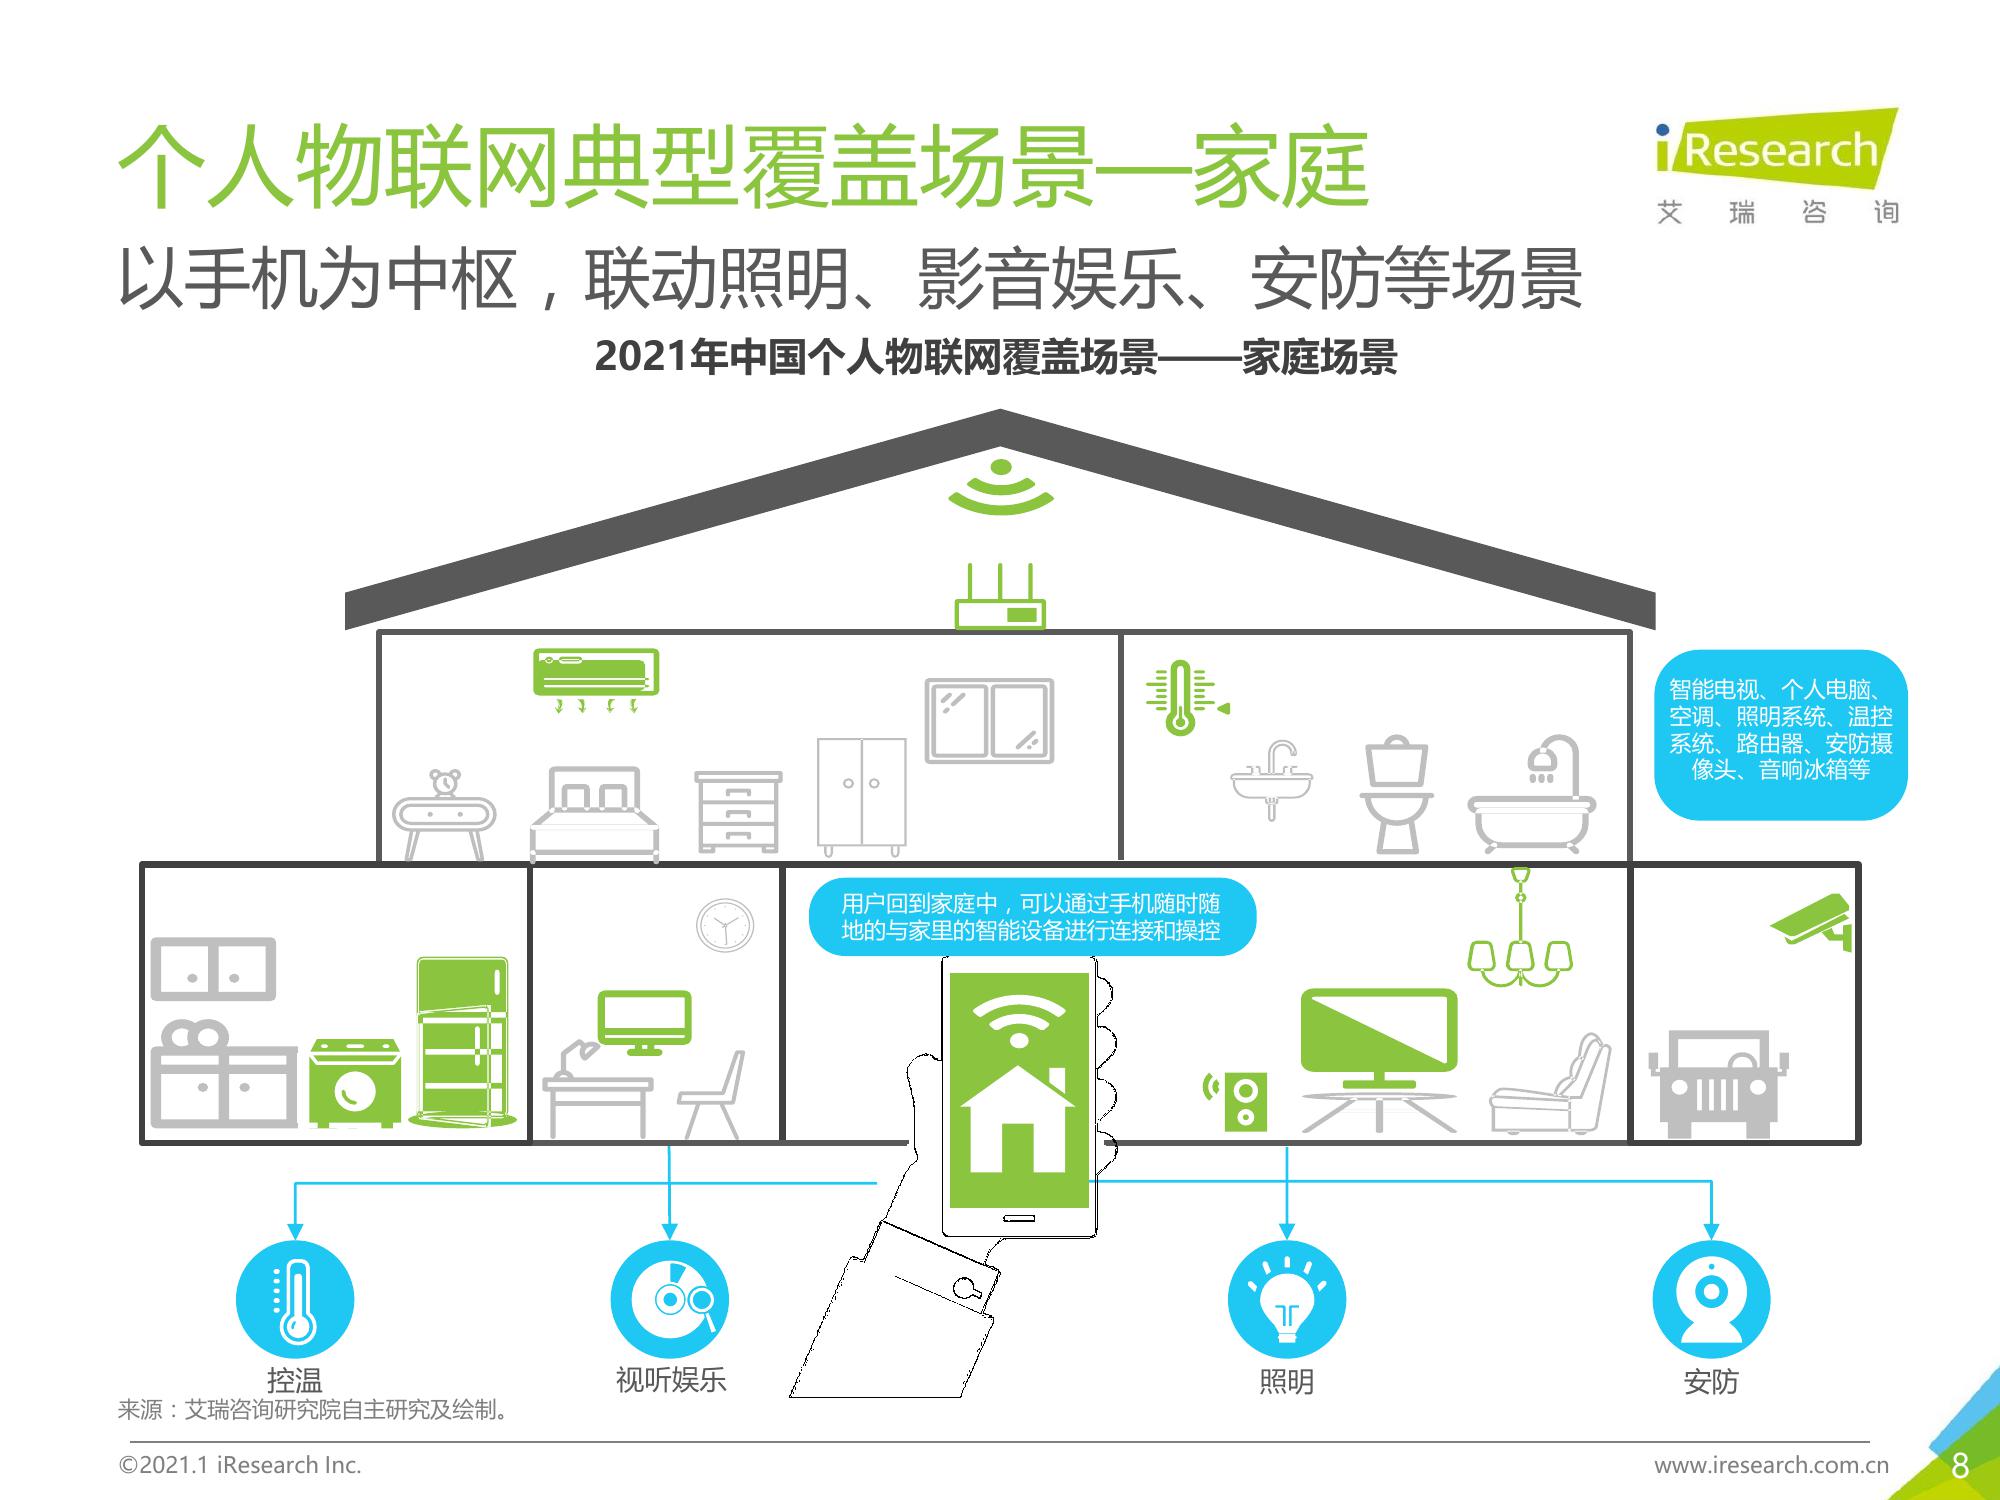 个人物联网典型覆盖场景—家庭
iResearch
艾瑞咨询
以手机为中枢，联动照明、影音娱乐、安防等场景
2021年中国个人物联网覆盖场景——家庭场景
智能电视、个人电脑、
空调、照明系统、温控
系统、路由器、安防摄
像头、音响冰箱等
用户回到家庭中，可以通过手机随时随
地的与家里的智能设备进行连接和操控
控温
视听娱乐
照明
安防
来源：艾瑞咨询研究院自主研究及绘制。
©2021.1 iResearch Inc.
www.iresearch.com.cn
8